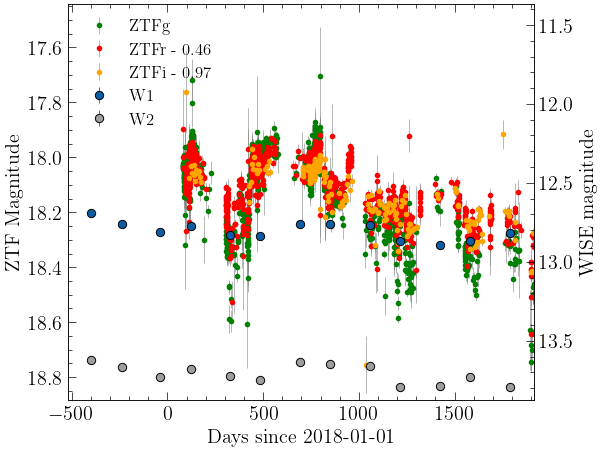 ZTFg
ZTFr - 0.46
ZTFi - 0.97
W1
W2
17.6
17.8
18.0
18.2
18.4
18.6
18.8
ZTF Magnitude
11.5
12.0
12.5
13.0
13.5
WISE magnitude
−500
0
500
1000
1500
Days since 2018-01-01